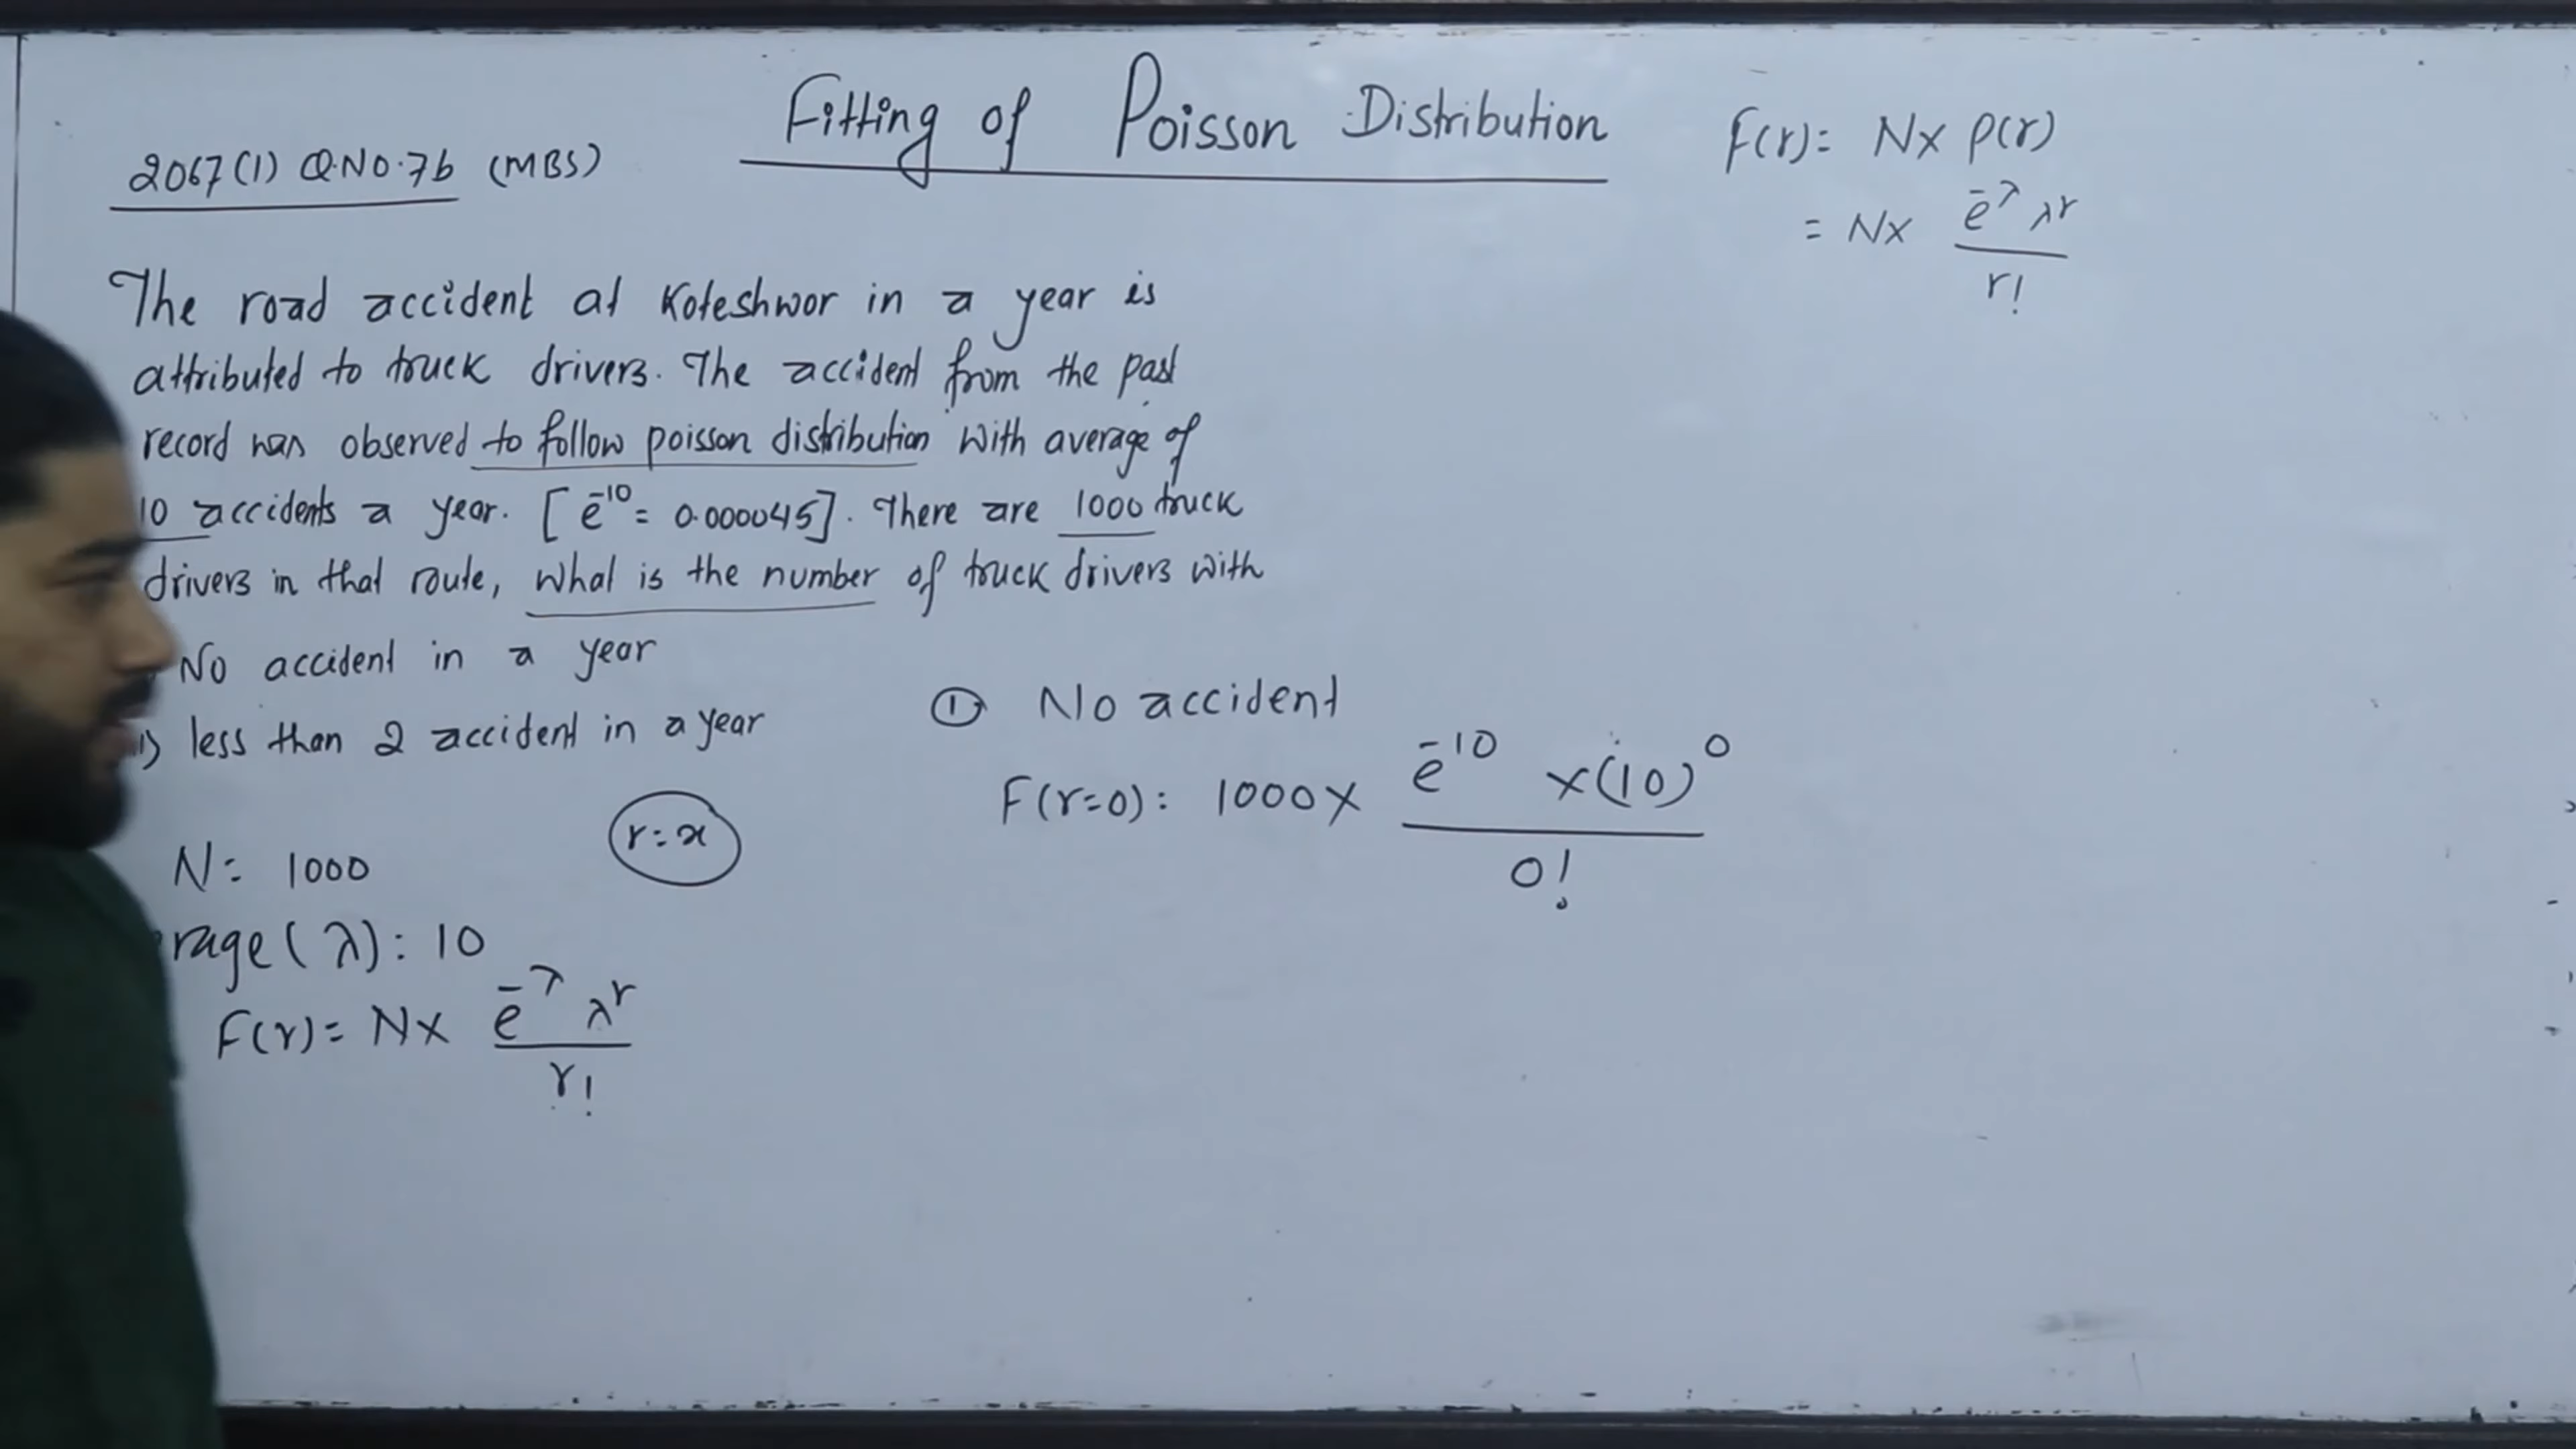 Fitting of Poisson Distribution
2067(1) Q.NO.7b (MBS)
The road accident at Koteshwor in a year is
attributed to truck drivers. The accident from the past
record was observed to follow poisson distribution with average of
10 accidents a year. [e⁻¹⁰= 0.000045]. There are 1000 truck
drivers in that route, what is the number of truck drivers with
No accident in a year
less than 2 accident in a year
N= 1000
r=x
rage(λ): 10
F(r)= N× e^-λ λ^r / r!
F(r)= N× P(r)
= N× e^-λ λ^r / r!
① No accident
F(r=0): 1000× e⁻¹⁰ ×(10)⁰ / 0!